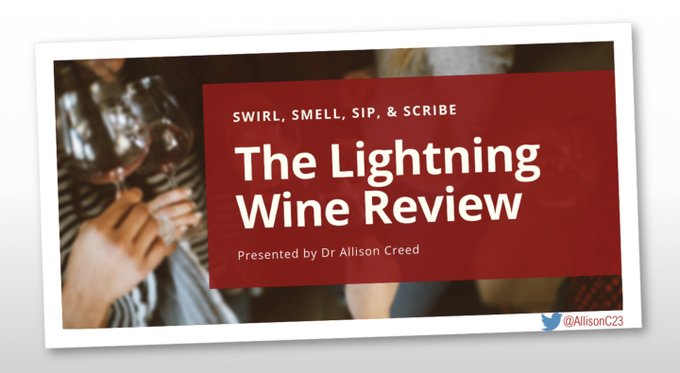 SWIRL, SMELL, SIP, & SCRIBE
The Lightning
Wine Review
Presented by Dr Allison Creed
@AllisonC23